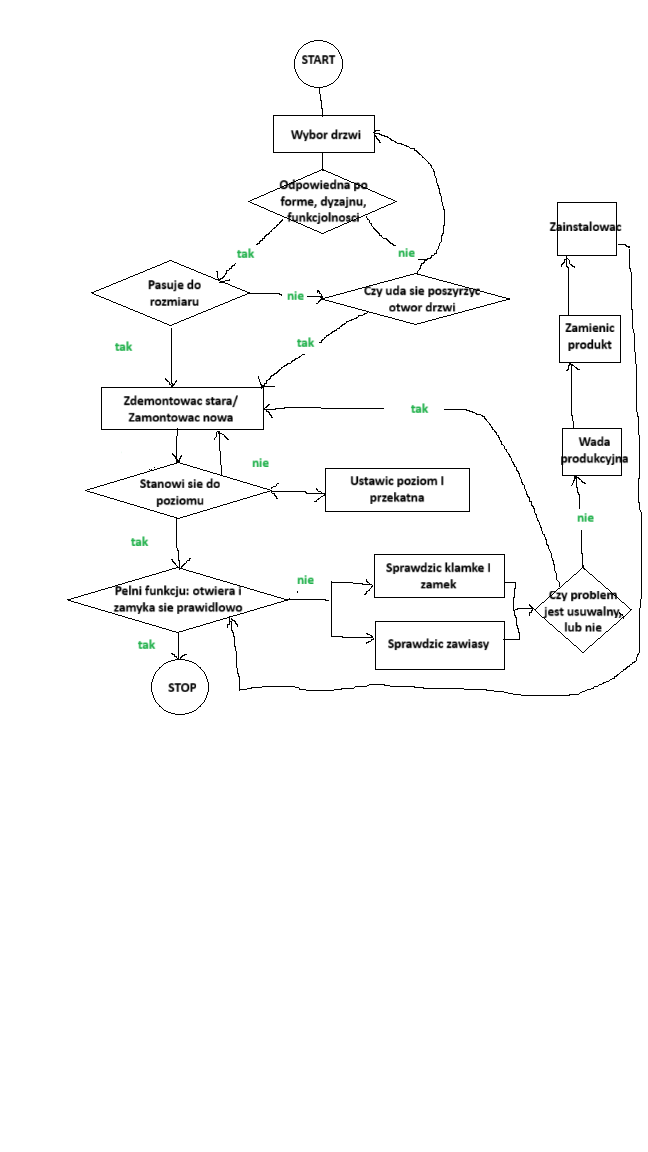 START
Wybor drzwi
Odpowiedna po
forme, dyzajnu,
funkcjolnosci
tak
nie
Pasuje do
rozmiaru
nie
Czy uda sie poszyrzyc
otwor drzwi
tak
tak
Zdemontowac stara/
Zamontowac nowa
tak
nie
Stanowi sie do
poziomu
Ustawic poziom I
przekatna
tak
Pelni funkcju: otwiera i
zamyka sie prawidlowo
nie
Sprawdzic klamke I
zamek
Sprawdzic zawiasy
Czy problem
jest usuwalny,
lub nie
nie
Wada
produkcyjna
Zamienic
produkt
Zainstalowac
tak
STOP